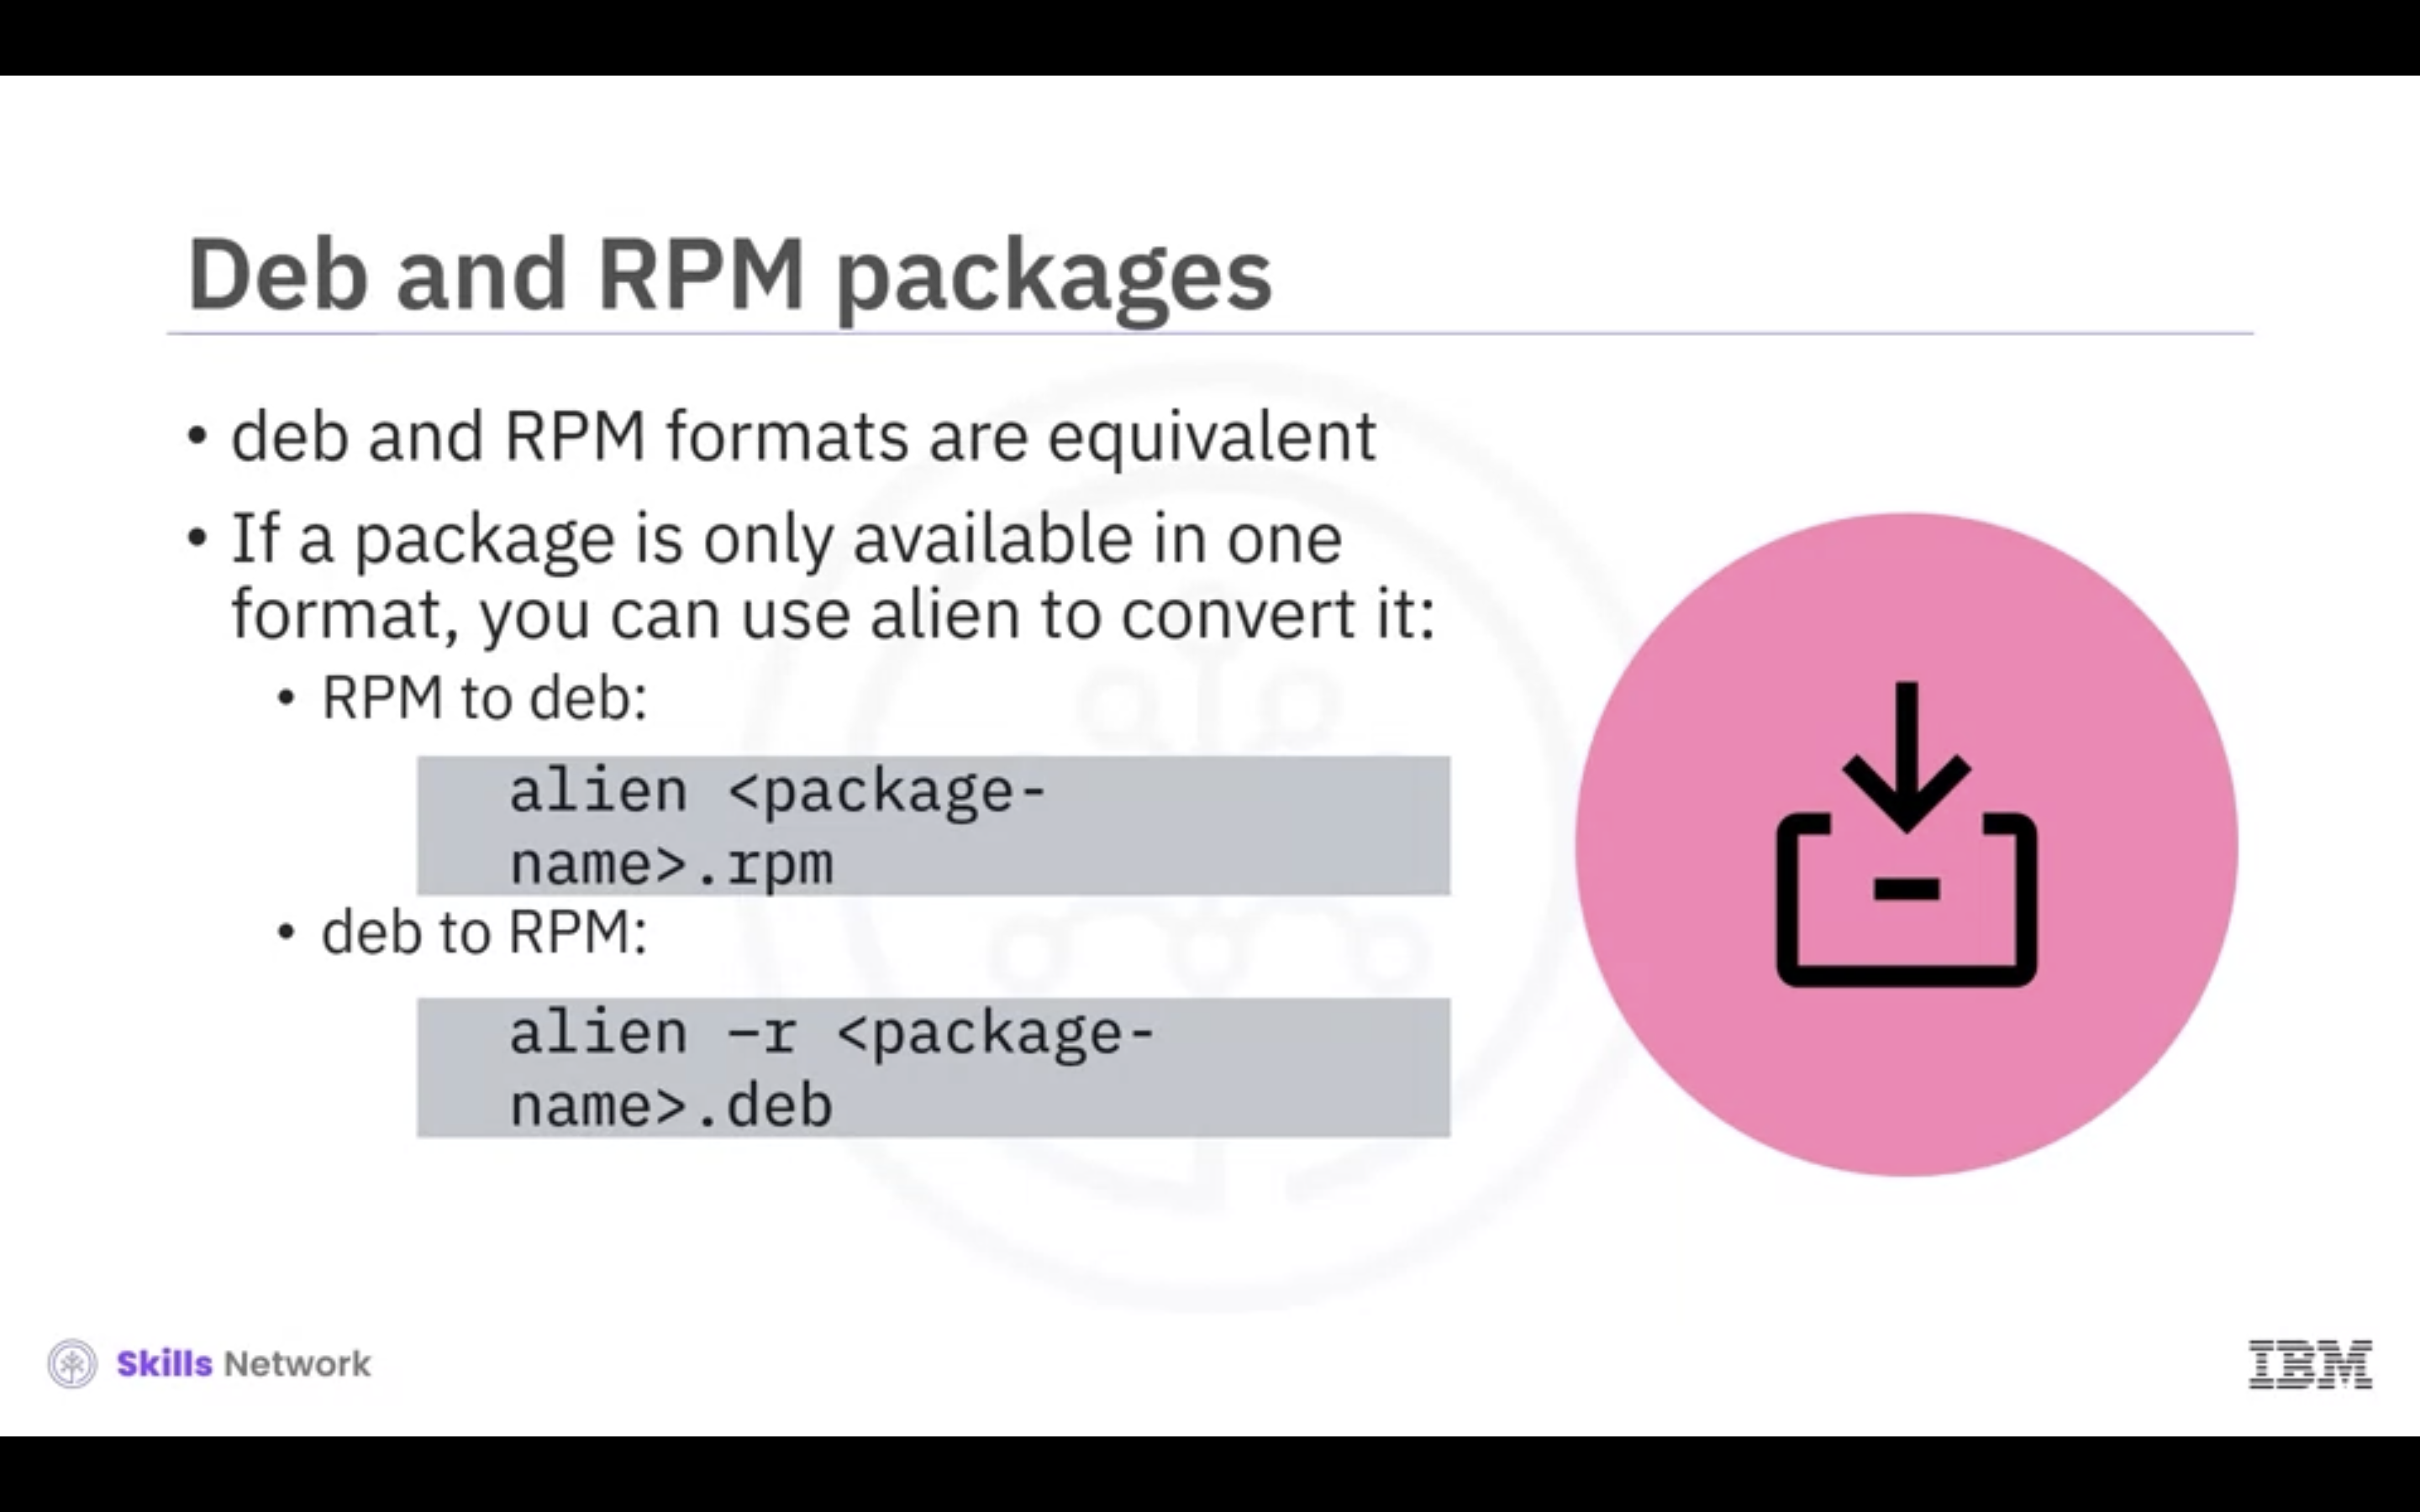 Deb and RPM packages
• deb and RPM formats are equivalent
• If a package is only available in one
format, you can use alien to convert it:
• RPM to deb:
alien <package-
name>.rpm
• deb to RPM:
alien –r <package-
name>.deb
Skills Network
IBM